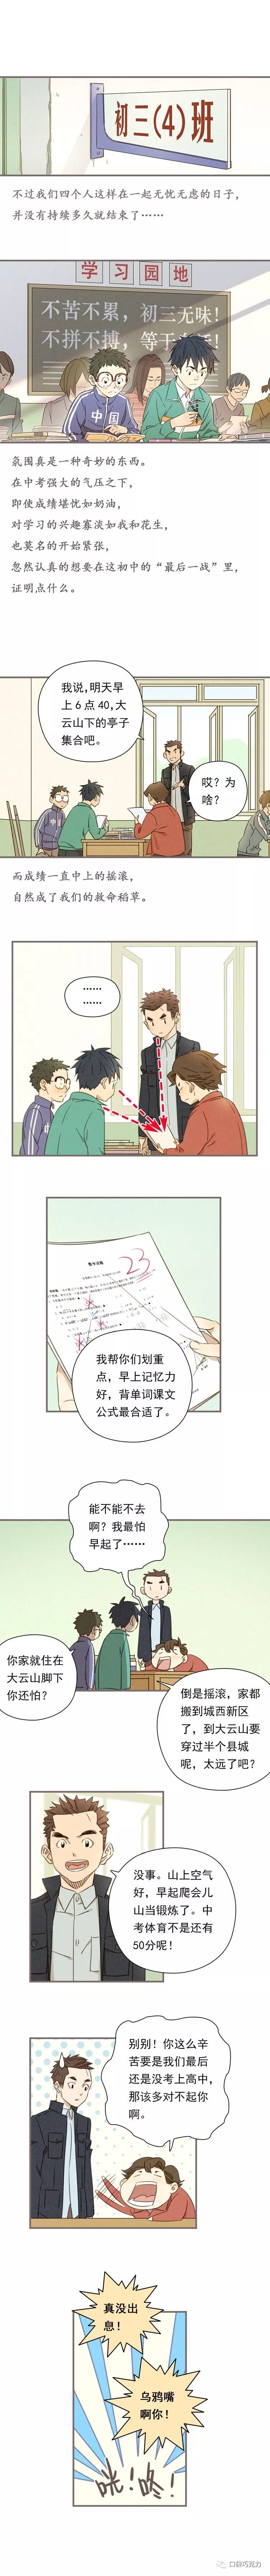 初三(4)班
不过我们四个人这样在一起无忧无虑的日子，
并没有持续多久就结束了……
学习园地
不苦不累，初三无味！
不拼不搏，等于
中国
氛围真是一种奇妙的东西。
在中考强大的气压之下，
即使成绩堪忧如奶油，
对学习的兴趣寡淡如我和花生，
也莫名的开始紧张，
忽然认真的想要在这初中的“最后一战”里，
证明点什么。
我说，明天早
上6点40，大
云山下的亭子
集合吧。
哎？为
啥？
而成绩一直中上的摇滚，
自然成了我们的救命稻草。
……
……
数学试卷
23
我帮你们划重
点，早上记忆力
好，背单词课文
公式最合适了。
能不能不去
啊？我最怕
早起了……
你家就住在
大云山脚下
你还怕？
倒是摇滚，家都
搬到城西新区
了，到大云山要
穿过半个县城
呢，太远了吧？
没事。山上空气
好，早起爬会儿
山当锻炼了。中
考体育不是还有
50分呢！
别别！你这么辛
苦要是我们最后
还是没考上高中，
那该多对不起你
啊。
真没出
息！
乌鸦嘴
啊你！
咣！咚！
口袋巧克力